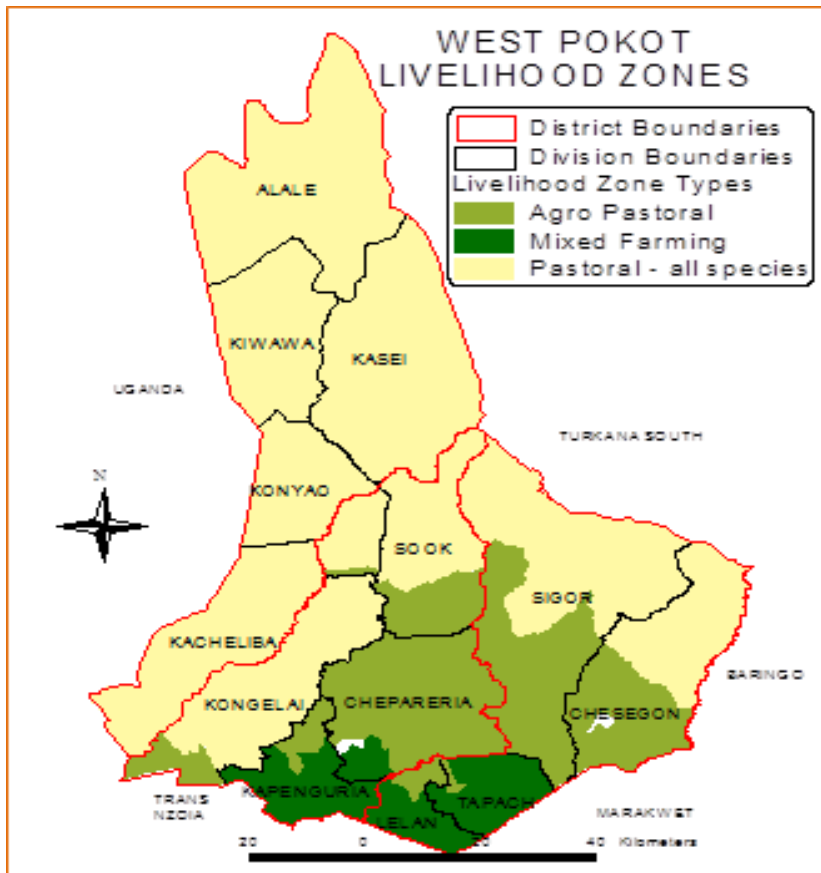 WEST POKOT
LIVELIHOOD ZONES
District Boundaries
Division Boundaries
Livelihood Zone Types
Agro Pastoral
Mixed Farming
Pastoral - all species
ALALE
KIWAWA
KASEI
UGANDA
TURKANA SOUTH
N
KONYAO
SOOK
SIGOR
KACHELIBA
BARINGO
KONGELAI
CHEPARERIA
CHESEGON
KAPENGURIA
TAPACH
TRANS
NZOIA
LELAN
MARAKWET
20 0 20 40 Kilometers